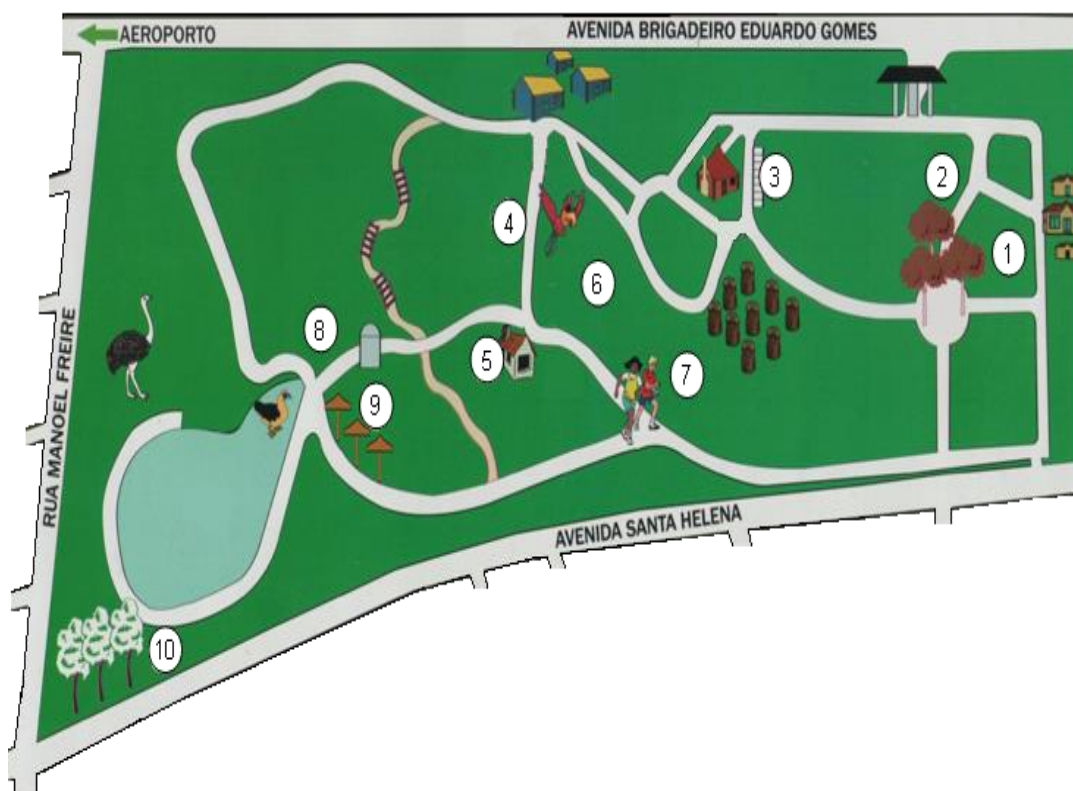 AEROPORTO
AVENIDA BRIGADEIRO EDUARDO GOMES
3
2
4
1
6
8
5
7
9
RUA MANOEL FREIRE
AVENIDA SANTA HELENA
10